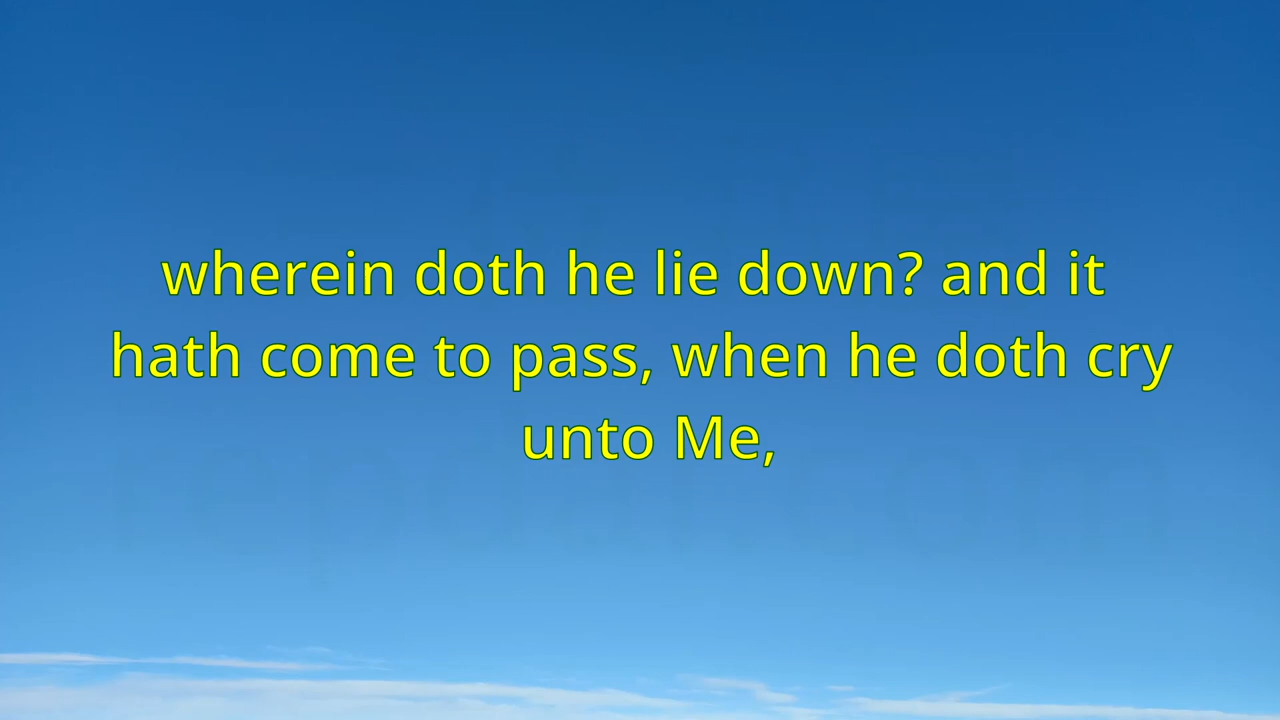 wherein doth he lie down? and it
hath come to pass, when he doth cry
unto Me,